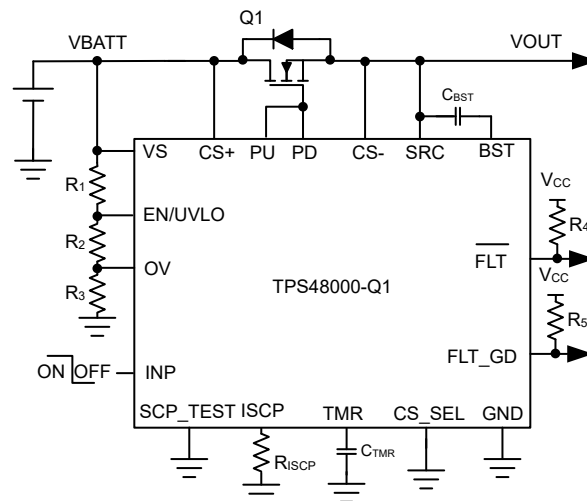 Q1
VBATT
VOUT
CBST
VS
CS+
PU
PD
CS-
SRC
BST
R1
EN/UVLO
R2
OV
R3
TPS48000-Q1
VCC
R4
FLT
VCC
R5
FLT_GD
ON
OFF
INP
SCP_TEST
ISCP
TMR
CS_SEL
GND
RISCP
CTMR